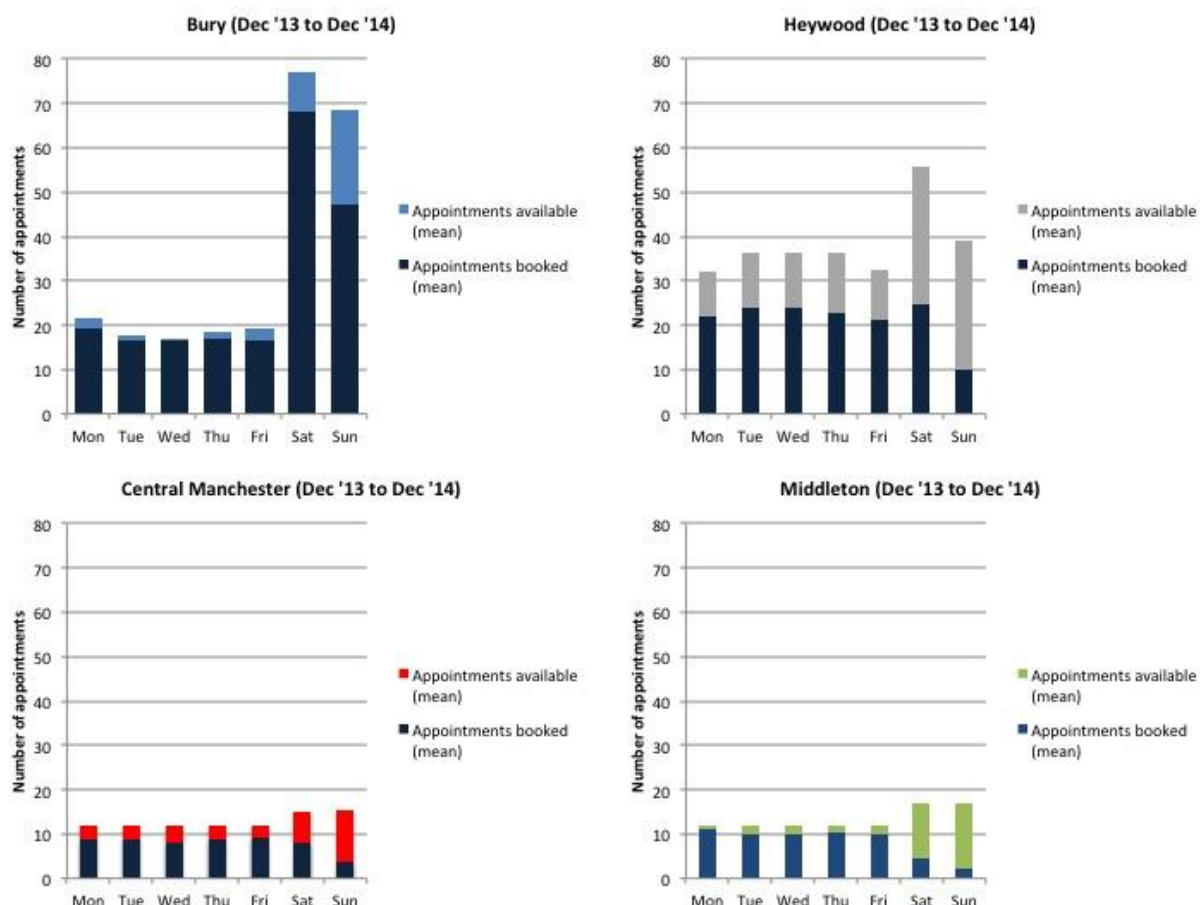 Bury (Dec '13 to Dec '14)
80
70
60
50
40
30
20
10
0
Number of appointments
Mon Tue Wed Thu Fri Sat Sun
Appointments available
(mean)
Appointments booked
(mean)
Heywood (Dec '13 to Dec '14)
80
70
60
50
40
30
20
10
0
Number of appointments
Mon Tue Wed Thu Fri Sat Sun
Appointments available
(mean)
Appointments booked
(mean)
Central Manchester (Dec '13 to Dec '14)
80
70
60
50
40
30
20
10
0
Number of appointments
Mon Tue Wed Thu Fri Sat Sun
Appointments available
(mean)
Appointments booked
(mean)
Middleton (Dec '13 to Dec '14)
80
70
60
50
40
30
20
10
0
Number of appointments
Mon Tue Wed Thu Fri Sat Sun
Appointments available
(mean)
Appointments booked
(mean)